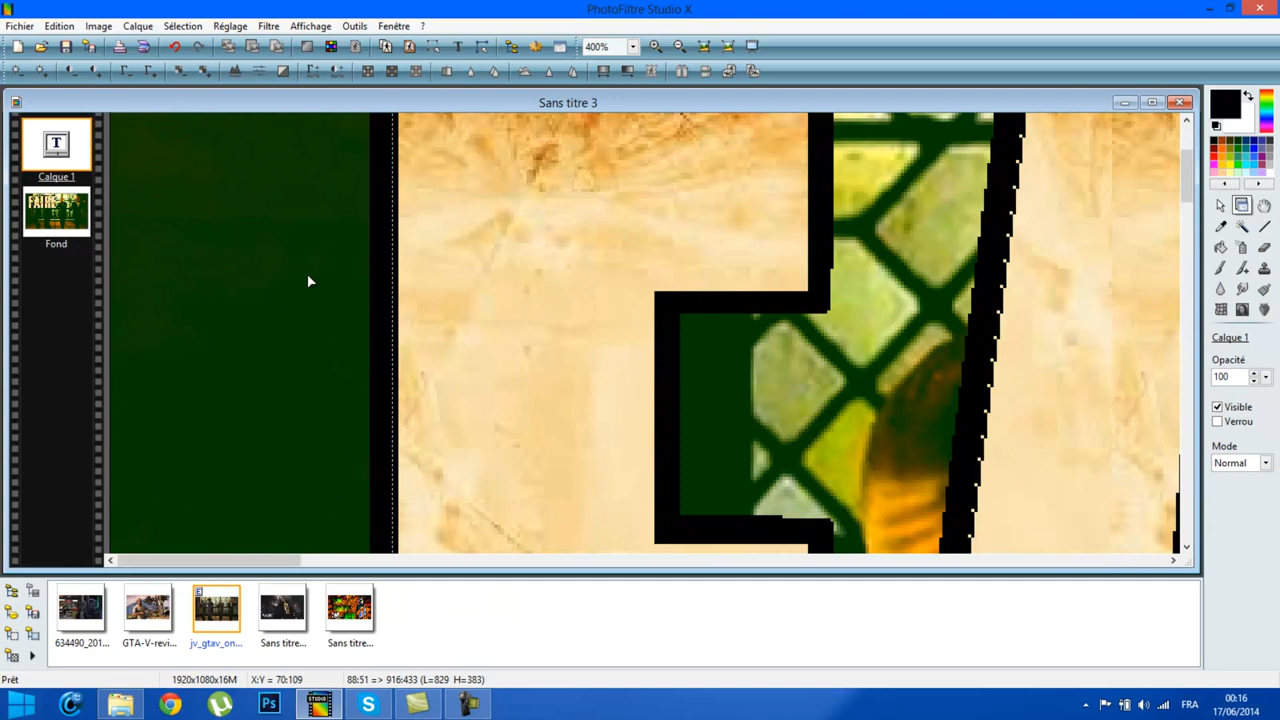 PhotoFiltre Studio X
Fichier Edition Image Calque Sélection Réglage Filtre Affichage Outils Fenêtre ?
400%
Sans titre 3
T
Calque 1
FAIRE
Fond
Calque 1
Opacité
100
Visible
Verrou
Mode
Normal
634490_201... GTA-V-revi... jv_gtav_on... Sans titre... Sans titre...
Prêt 1920x1080x16M X:Y = 70:109 88:51 => 916:433 (L=829 H=383)
Ps STUDIO
FRA
00:16
17/06/2014